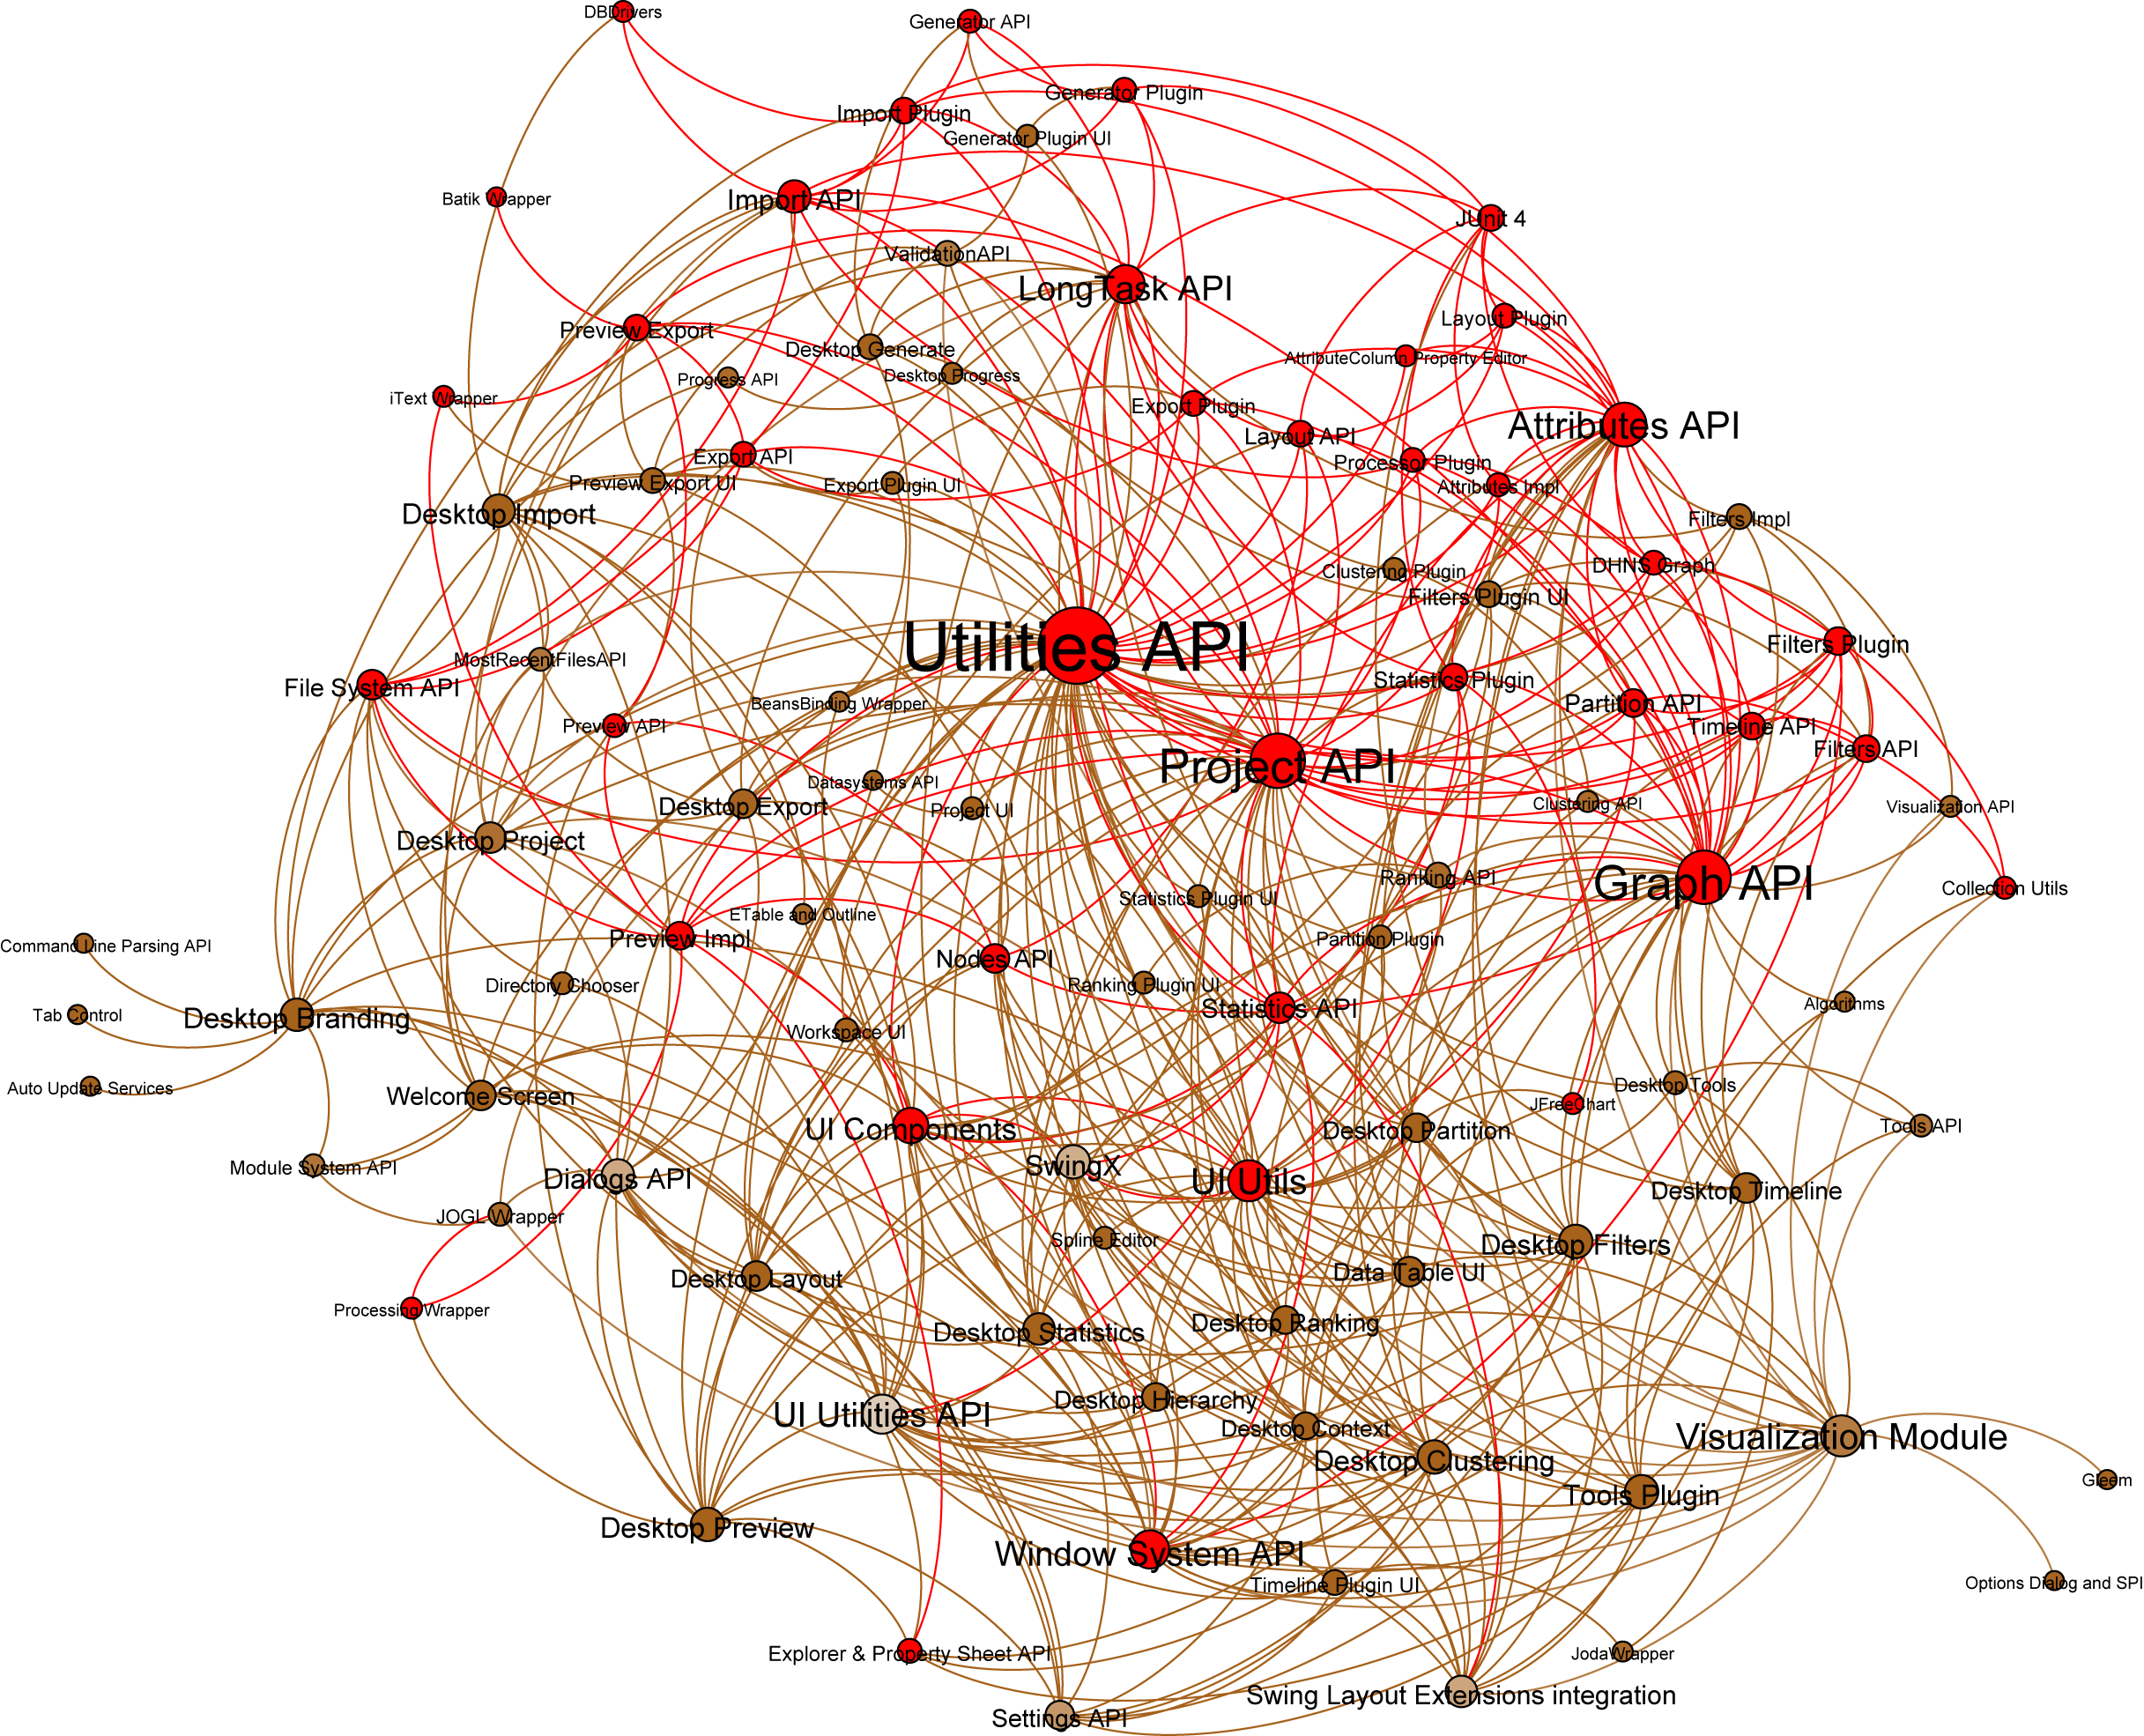 DBDrivers
Generator API
Generator Plugin
Import Plugin
Generator Plugin UI
Batik Wrapper
Import API
JUnit 4
ValidationAPI
LongTask API
Layout Plugin
Preview Export
Desktop Generate
AttributeColumn Property Editor
Progress API
Desktop Progress
iText Wrapper
Export Plugin
Attributes API
Layout API
Export API
Processor Plugin
Preview Export UI
Export Plugin UI
Attributes Impl
Desktop Import
Filters Impl
Clustering Plugin
DHNS Graph
Filters Plugin UI
Utilities API
Filters Plugin
MostRecentFilesAPI
File System API
Statistics Plugin
BeansBinding Wrapper
Partition API
Preview API
Timeline API
Filters API
Project API
Datasystems API
Desktop Export
Project UI
Clustering API
Visualization API
Desktop Project
Ranking API
Graph API
Collection Utils
Statistics Plugin UI
ETable and Outline
Preview Impl
Partition Plugin
Command Line Parsing API
Nodes API
Directory Chooser
Ranking Plugin UI
Statistics API
Algorithms
Tab Control
Desktop Branding
Workspace UI
Auto Update Services
Desktop Tools
Welcome Screen
JFreeChart
UI Components
Desktop Partition
Tools API
Module System API
Dialogs API
SwingX
UI Utils
Desktop Timeline
JOGL Wrapper
Spline Editor
Desktop Filters
Desktop Layout
Data Table UI
Processing Wrapper
Desktop Statistics
Desktop Ranking
Desktop Hierarchy
UI Utilities API
Desktop Context
Visualization Module
Desktop Clustering
Gleem
Tools Plugin
Desktop Preview
Window System API
Timeline Plugin UI
Options Dialog and SPI
Explorer & Property Sheet API
JodaWrapper
Swing Layout Extensions integration
Settings API